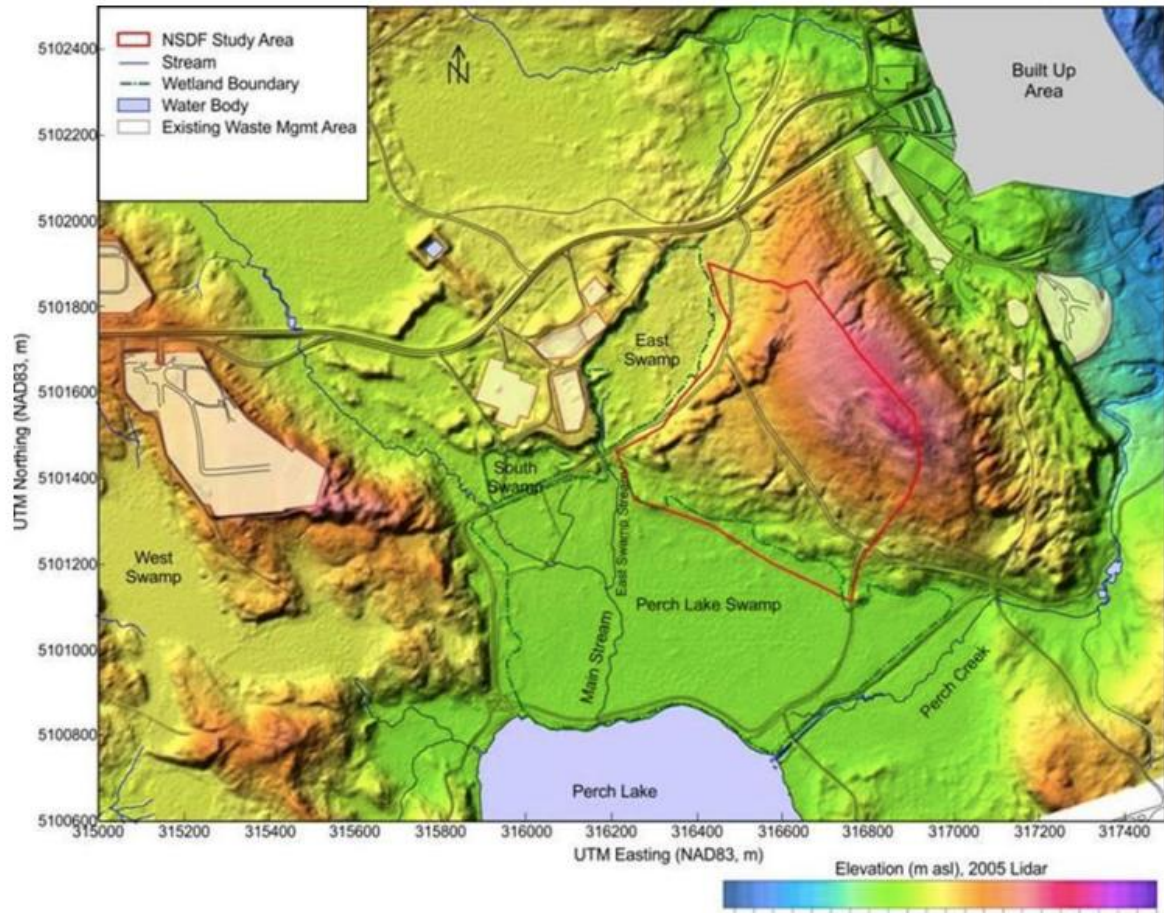 NSDF Study Area
Stream
Wetland Boundary
Water Body
Existing Waste Mgmt Area
N
Built Up
Area
5102400
5102200
5102000
5101800
5101600
5101400
5101200
5101000
5100800
5100600
UTM Northing (NAD83, m)
East
Swamp
South
Swamp
West
Swamp
East Swamp Stream
Perch Lake Swamp
Main Stream
Perch Creek
Perch Lake
315000
315200
315400
315600
315800
316000
316200
316400
316600
316800
317000
317200
317400
UTM Easting (NAD83, m)
Elevation (m asl), 2005 Lidar